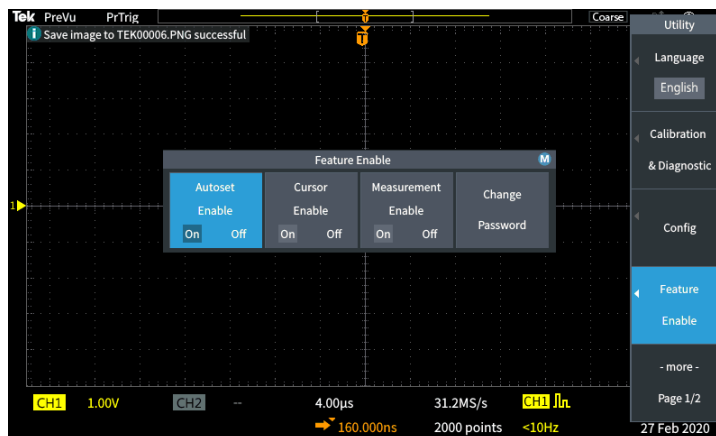 Tek PreVu PrTrig Coarse
i Save image to TEK00006.PNG successful
T
T
Utility
Language
English
Calibration
& Diagnostic
Config
Feature
Enable
- more -
Page 1/2
Feature Enable M
Autoset
Enable
On Off
Cursor
Enable
On Off
Measurement
Enable
On Off
Change
Password
1
CH1 1.00V CH2 -- 4.00µs 31.2MS/s CH1
160.000ns 2000 points <10Hz 27 Feb 2020